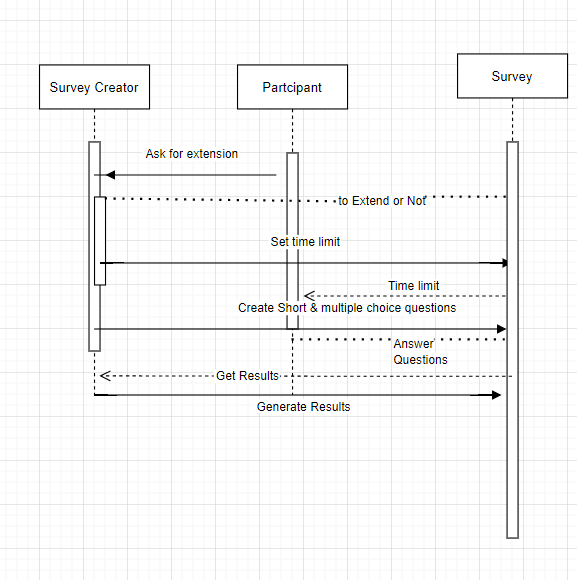 Survey Creator
Partcipant
Survey
Ask for extension
to Extend or Not
Set time limit
Time limit
Create Short & multiple choice questions
Answer
Questions
Get Results
Generate Results